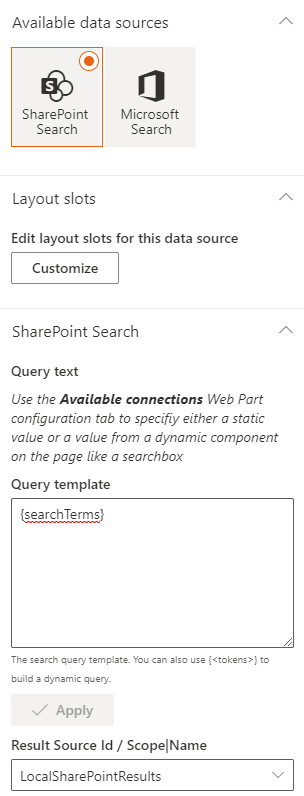 Available data sources
SharePoint
Search
Microsoft
Search
Layout slots
Edit layout slots for this data source
Customize
SharePoint Search
Query text
Use the Available connections Web Part
configuration tab to specifiy either a static
value or a value from a dynamic component
on the page like a searchbox
Query template
{searchTerms}
The search query template. You can also use {<tokens>} to
build a dynamic query.
Apply
Result Source Id / Scope|Name
LocalSharePointResults